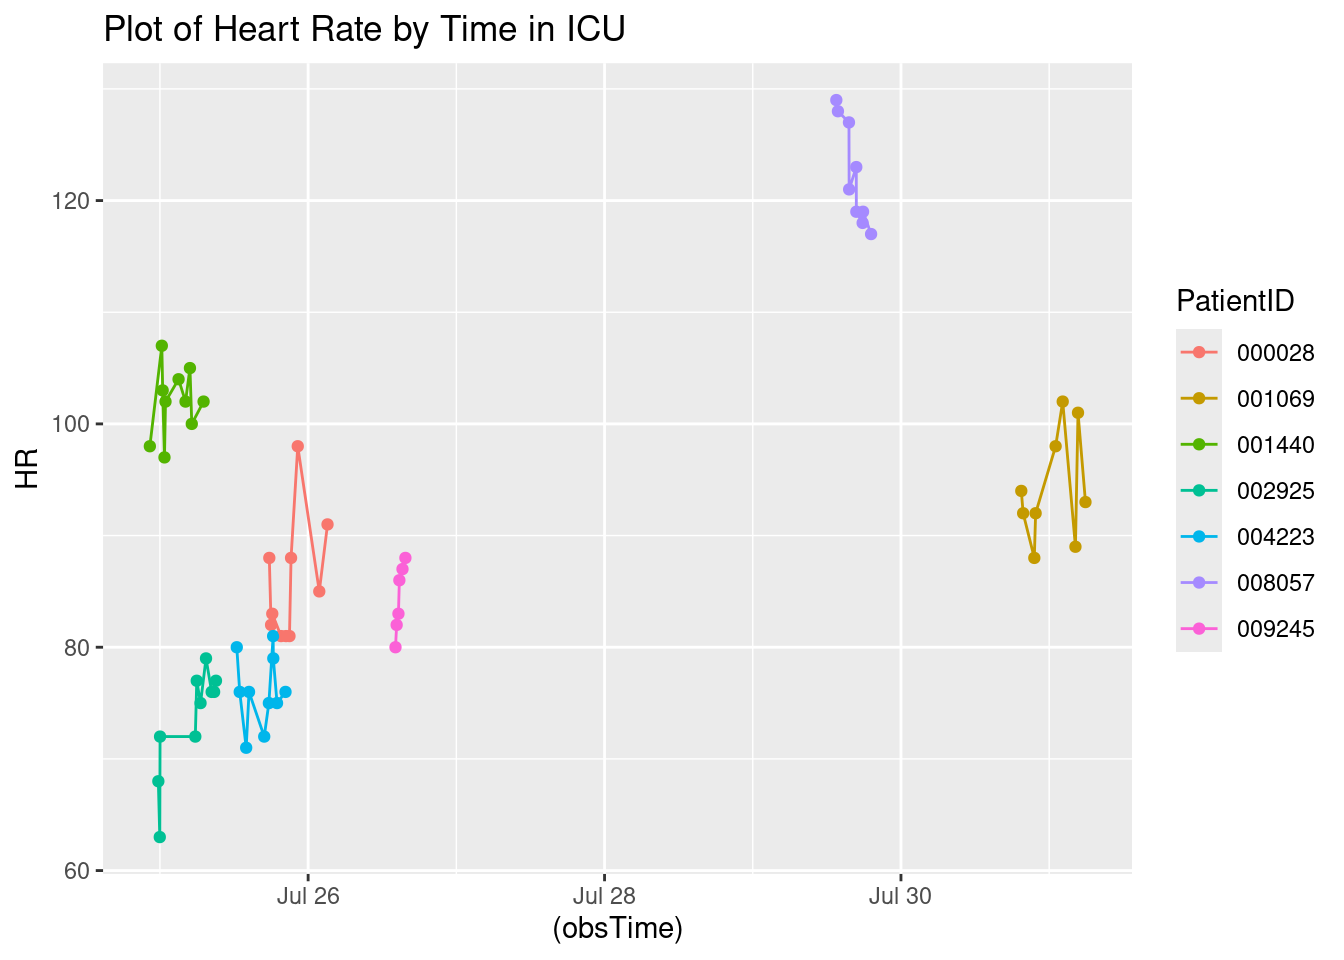 Plot of Heart Rate by Time in ICU
HR
120
100
80
60
Jul 26
Jul 28
Jul 30
(obsTime)
PatientID
000028
001069
001440
002925
004223
008057
009245